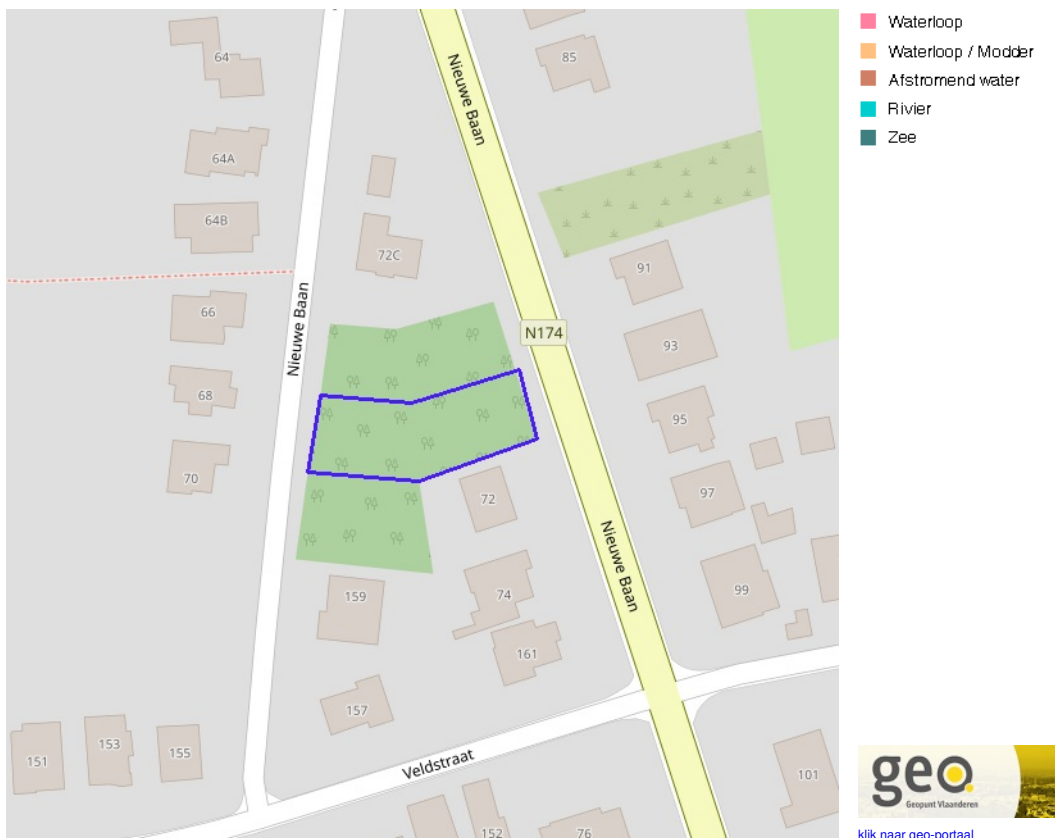 64
85
Nieuwe Baan
64A
64B
72C
91
66
Nieuwe Baan
N174
93
68
95
70
72
97
Nieuwe Baan
159
74
99
161
157
151
153
155
Veldstraat
101
152
76
Waterloop
Waterloop / Modder
Afstromend water
Rivier
Zee
geo
Geopunt Vlaanderen
klik naar geo-portaal